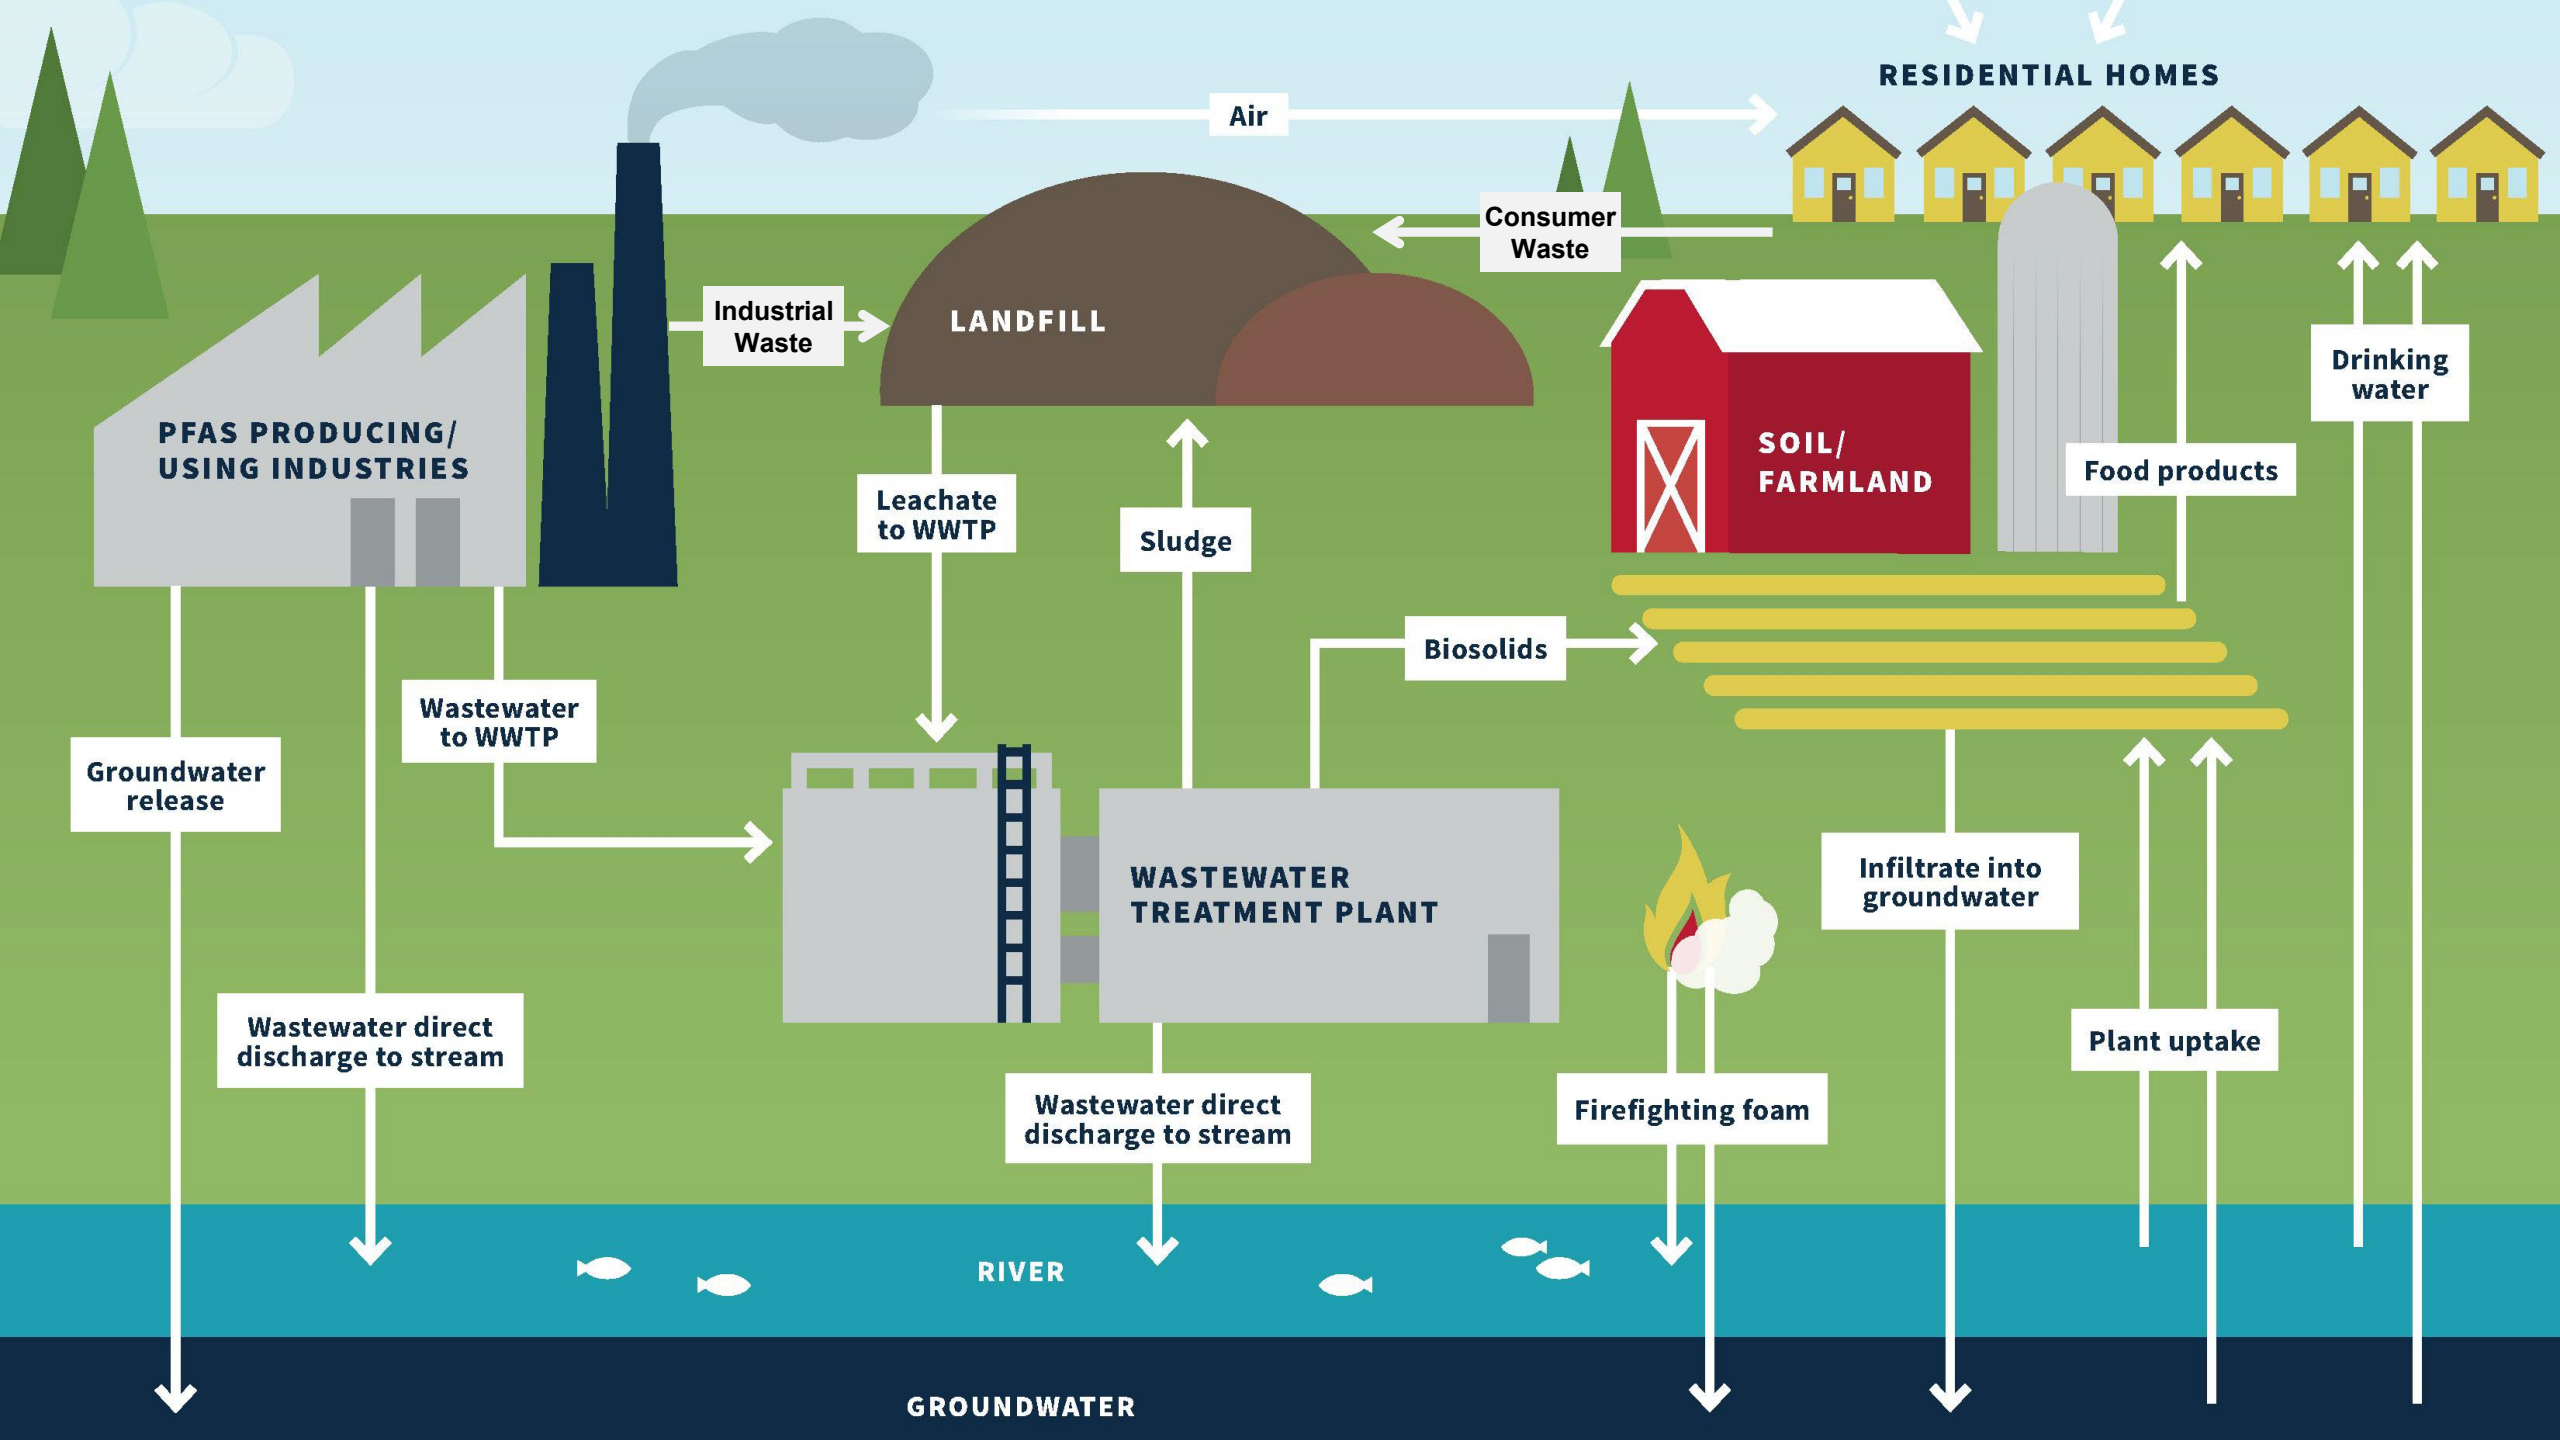 RESIDENTIAL HOMES
Air
Consumer
Waste
Industrial
Waste
LANDFILL
Drinking
water
PFAS PRODUCING/
USING INDUSTRIES
SOIL/
FARMLAND
Food products
Leachate
to WWTP
Sludge
Biosolids
Wastewater
to WWTP
Groundwater
release
WASTEWATER
TREATMENT PLANT
Infiltrate into
groundwater
Wastewater direct
discharge to stream
Plant uptake
Wastewater direct
discharge to stream
Firefighting foam
RIVER
GROUNDWATER